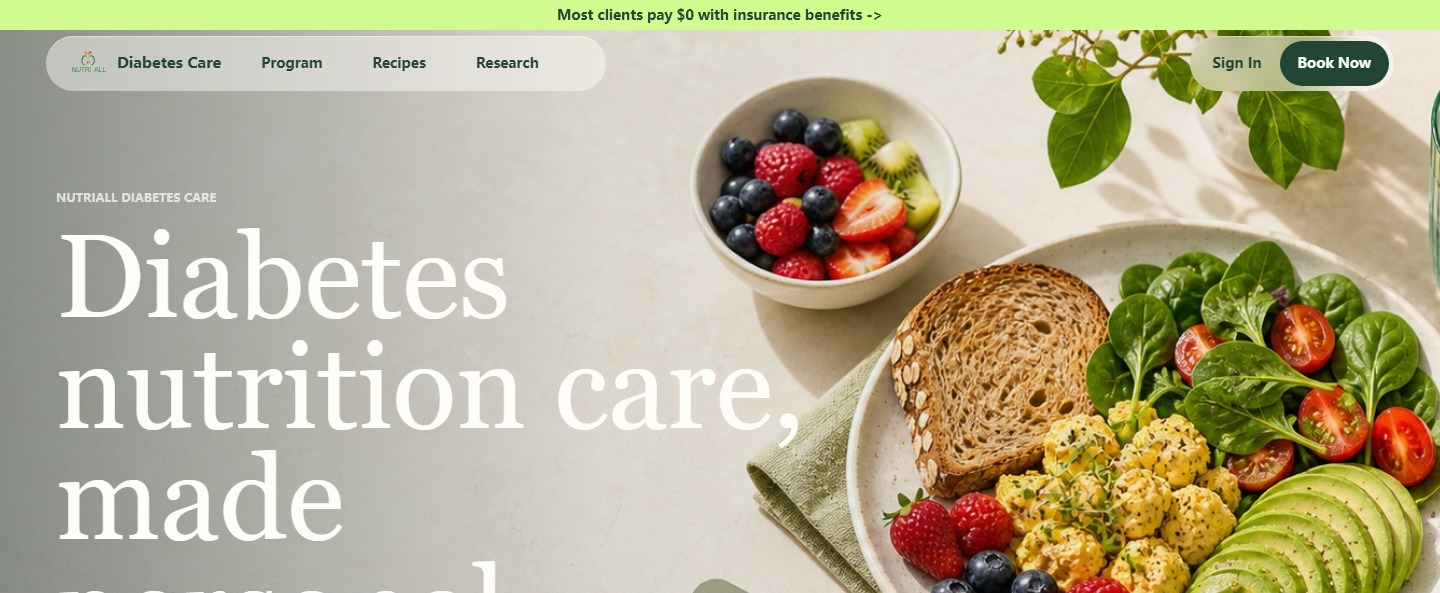 Most clients pay $0 with insurance benefits ->
NUTRI ALL
Diabetes Care Program Recipes Research
Sign In Book Now
NUTRIALL DIABETES CARE
Diabetes
nutrition care,
made